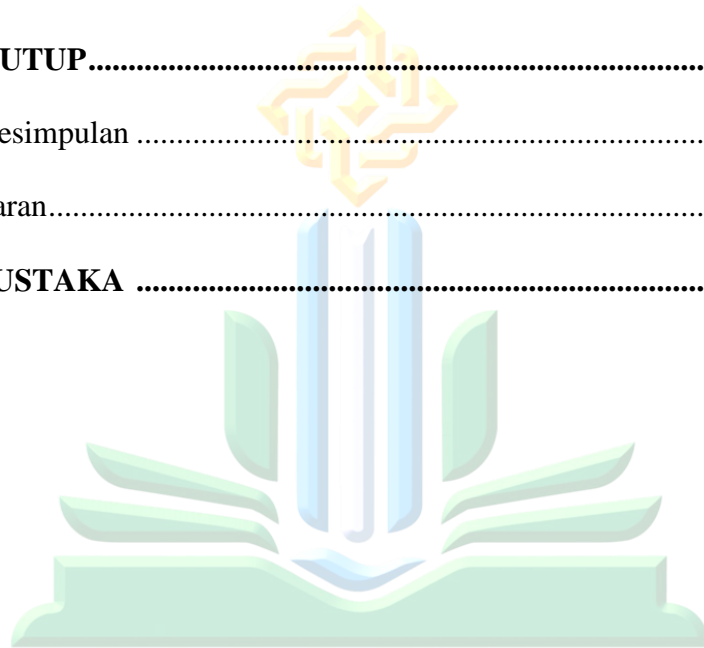 UTUP..............................................................................
esimpulan .......................................................................
aran..................................................................................
USTAKA .......................................................................